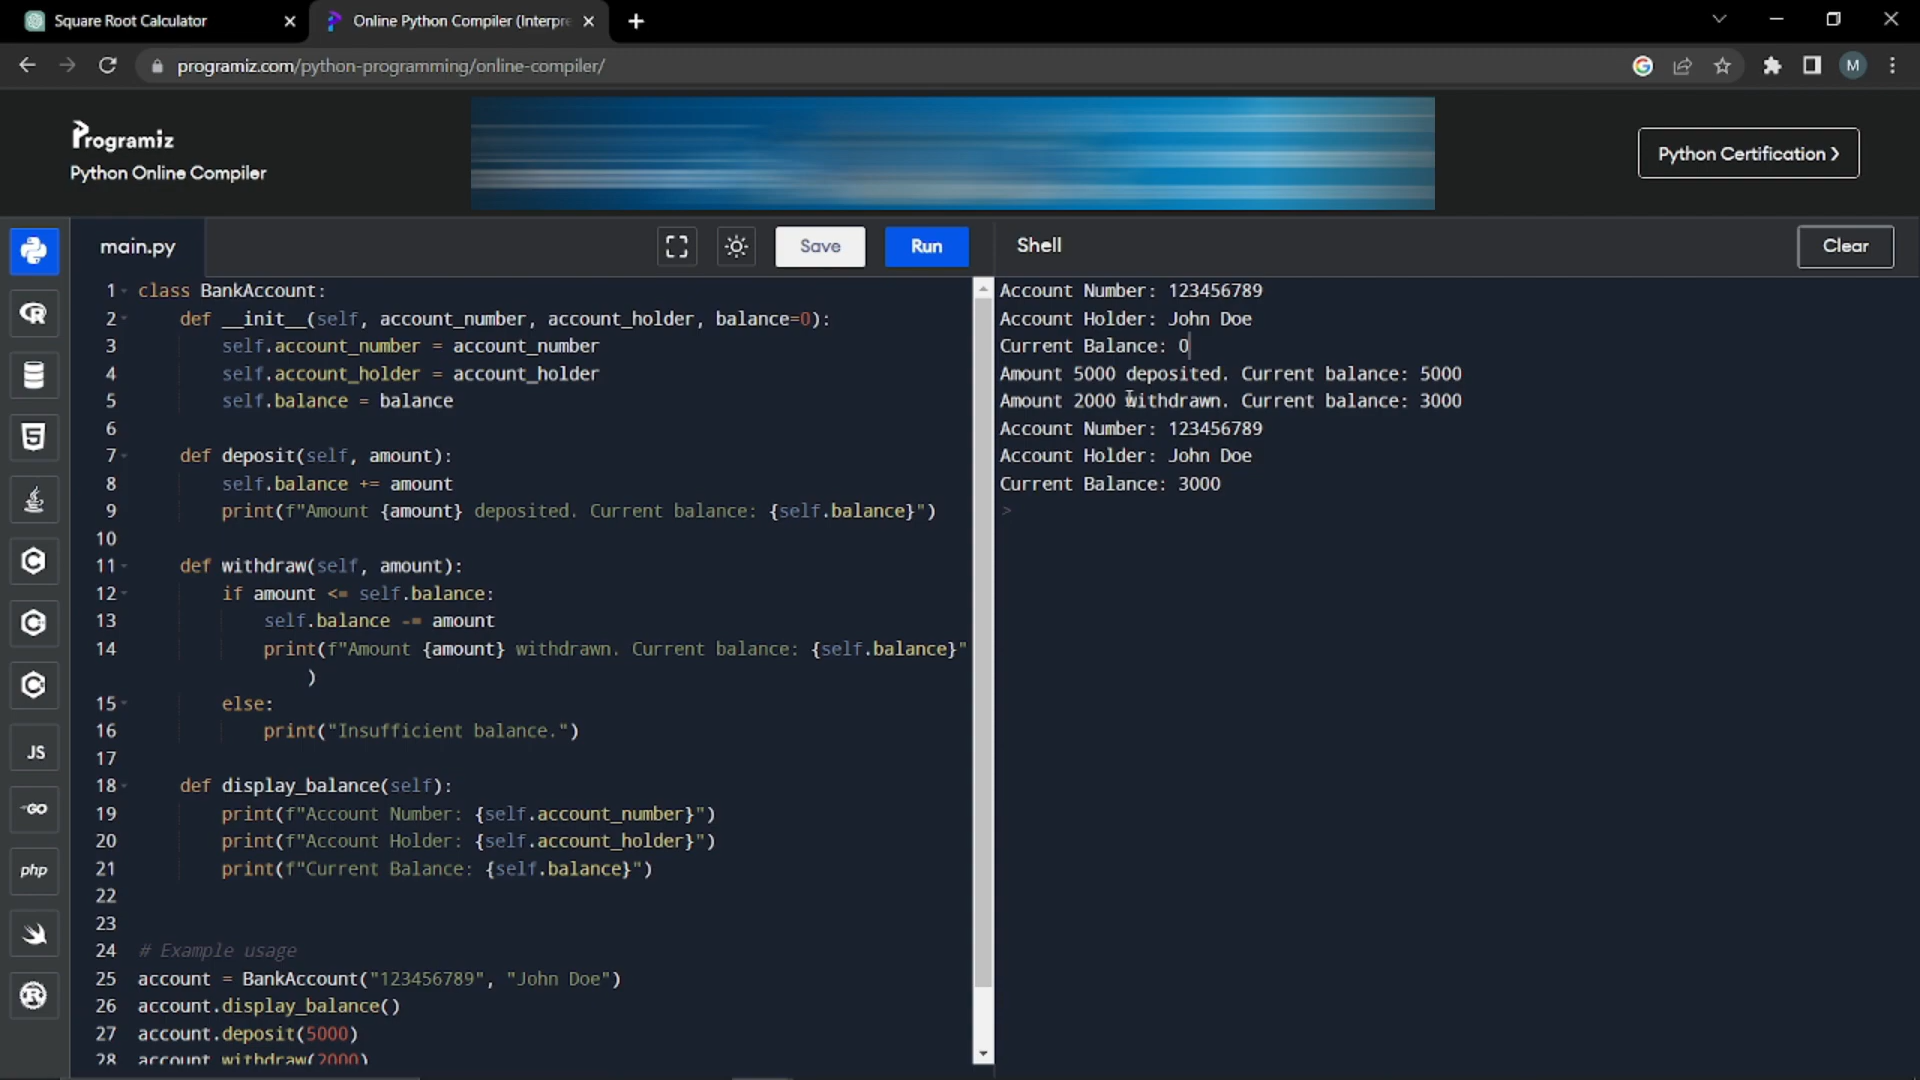 Square Root Calculator
Online Python Compiler (Interpre
programiz.com/python-programming/online-compiler/
M
Programiz
Python Online Compiler
Python Certification
main.py
Save
Run
Shell
Clear
1 class BankAccount:
2 def __init__(self, account_number, account_holder, balance=0):
3 self.account_number = account_number
4 self.account_holder = account_holder
5 self.balance = balance
6
7 def deposit(self, amount):
8 self.balance += amount
9 print(f"Amount {amount} deposited. Current balance: {self.balance}")
10
11 def withdraw(self, amount):
12 if amount <= self.balance:
13 self.balance -= amount
14 print(f"Amount {amount} withdrawn. Current balance: {self.balance}"
)
15 else:
16 print("Insufficient balance.")
17
18 def display_balance(self):
19 print(f"Account Number: {self.account_number}")
20 print(f"Account Holder: {self.account_holder}")
21 print(f"Current Balance: {self.balance}")
22
23
24 # Example usage
25 account = BankAccount("123456789", "John Doe")
26 account.display_balance()
27 account.deposit(5000)
28 account.withdraw(2000)
Account Number: 123456789
Account Holder: John Doe
Current Balance: 0
Amount 5000 deposited. Current balance: 5000
Amount 2000 withdrawn. Current balance: 3000
Account Number: 123456789
Account Holder: John Doe
Current Balance: 3000
>
R
5
C
C
C
JS
GO
php
R